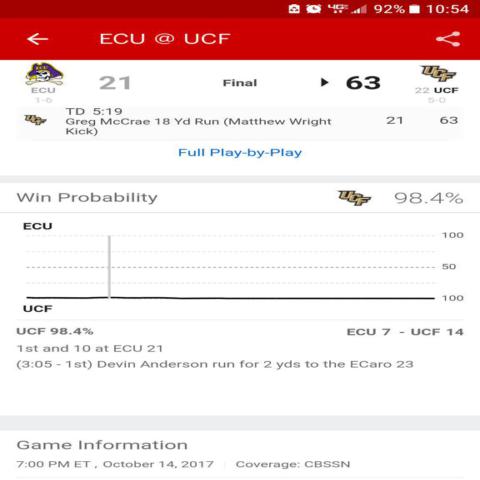 4G 92% 10:54
ECU @ UCF
ECU 21 Final 63 22 UCF
1-6 5-0
TD 5:19
Greg McCrae 18 Yd Run (Matthew Wright 21 63
Kick)
Full Play-by-Play
Win Probability UCF 98.4%
ECU
100
50
100
UCF
UCF 98.4% ECU 7 - UCF 14
1st and 10 at ECU 21
(3:05 - 1st) Devin Anderson run for 2 yds to the ECaro 23
Game Information
7:00 PM ET , October 14, 2017 Coverage: CBSSN